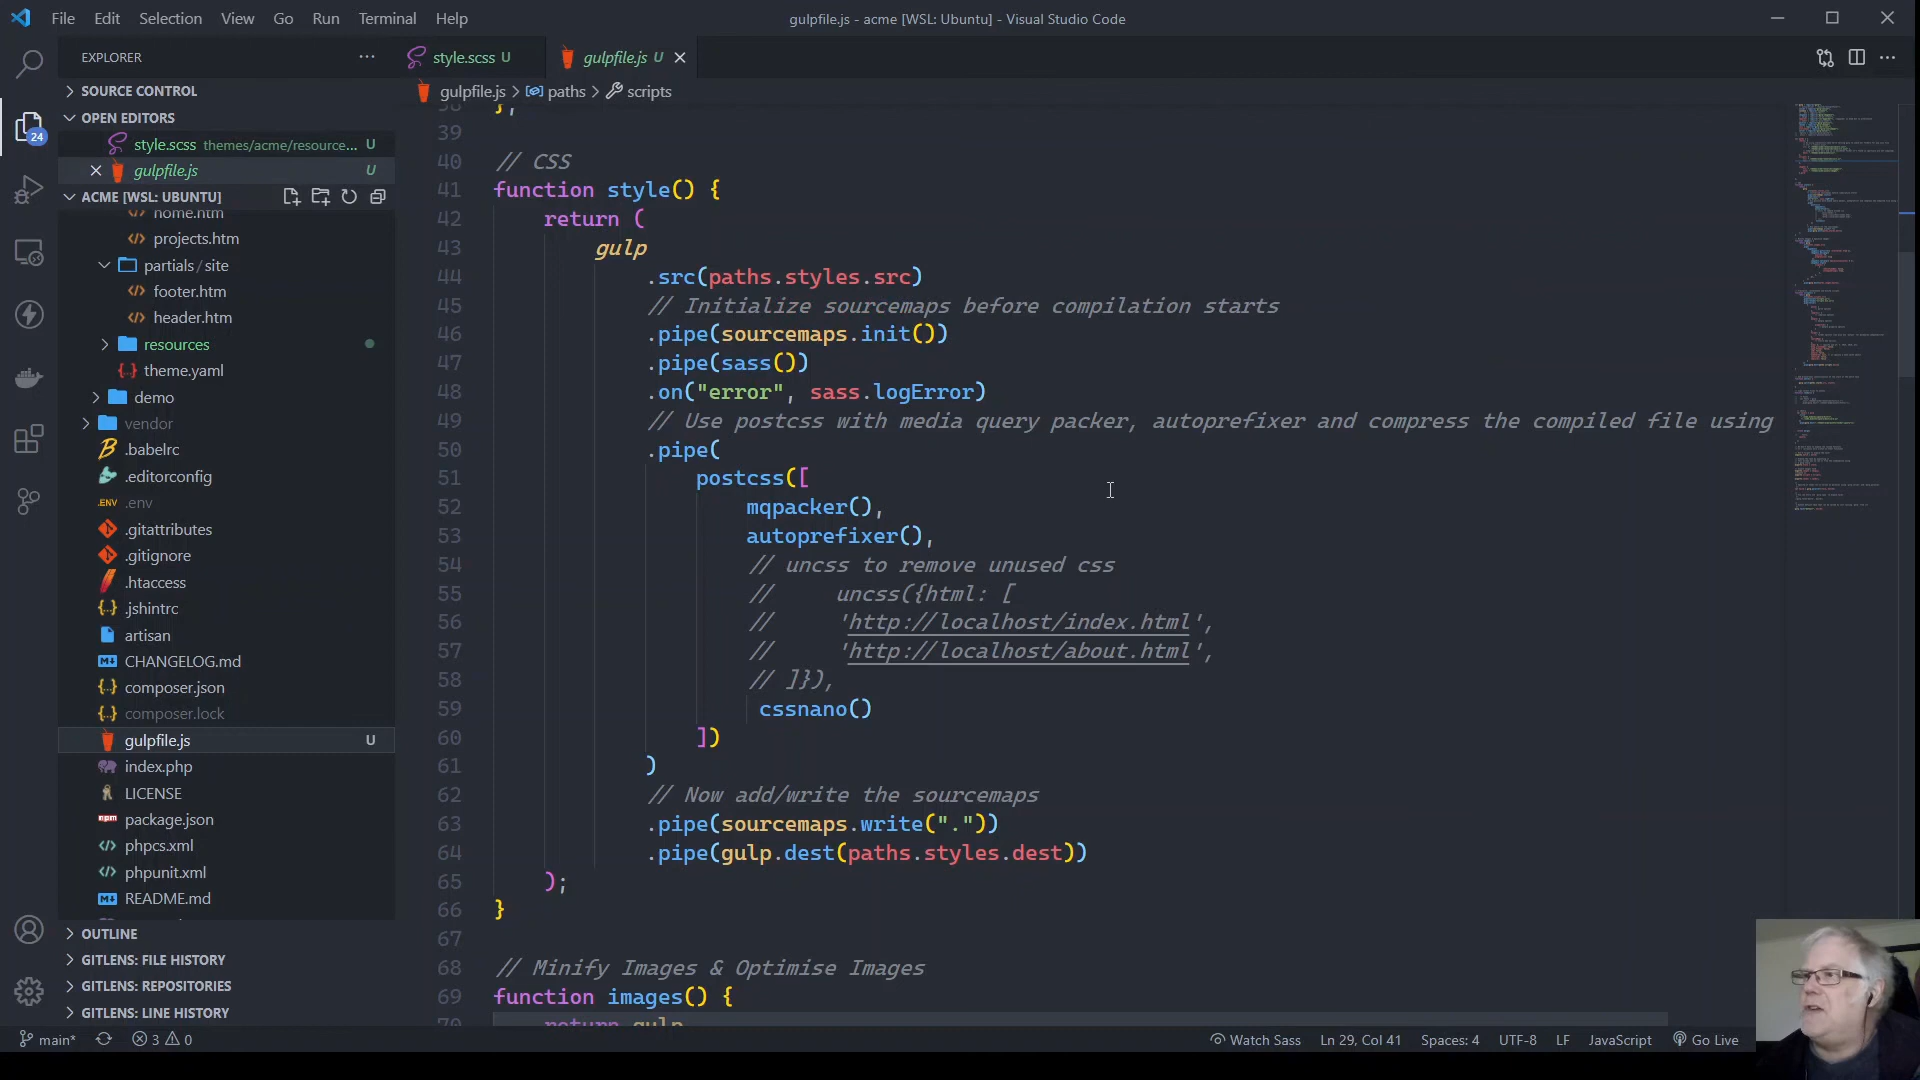 File Edit Selection View Go Run Terminal Help
gulpfile.js - acme [WSL: Ubuntu] - Visual Studio Code
EXPLORER
style.scss U
gulpfile.js U
SOURCE CONTROL
gulpfile.js > paths > scripts
OPEN EDITORS
style.scss themes/acme/resource... U
gulpfile.js U
ACME [WSL: UBUNTU]
home.htm
projects.htm
partials/site
footer.htm
header.htm
resources
theme.yaml
demo
vendor
.babelrc
.editorconfig
.ENV .env
.gitattributes
.gitignore
.htaccess
.jshintrc
artisan
CHANGELOG.md
composer.json
composer.lock
gulpfile.js U
index.php
LICENSE
package.json
phpcs.xml
phpunit.xml
README.md
OUTLINE
GITLENS: FILE HISTORY
GITLENS: REPOSITORIES
GITLENS: LINE HISTORY
24
38 };
39
40 // CSS
41 function style() {
42 return (
43 gulp
44 .src(paths.styles.src)
45 // Initialize sourcemaps before compilation starts
46 .pipe(sourcemaps.init())
47 .pipe(sass())
48 .on("error", sass.logError)
49 // Use postcss with media query packer, autoprefixer and compress the compiled file using
50 .pipe(
51 postcss([
52 mqpacker(),
53 autoprefixer(),
54 // uncss to remove unused css
55 // uncss({html: [
56 // 'http://localhost/index.html',
57 // 'http://localhost/about.html',
58 // ]}),
59 cssnano()
60 ])
61 )
62 // Now add/write the sourcemaps
63 .pipe(sourcemaps.write("."))
64 .pipe(gulp.dest(paths.styles.dest))
65 );
66 }
67
68 // Minify Images & Optimise Images
69 function images() {
70 return gulp
main* 3 0
Watch Sass Ln 29, Col 41 Spaces: 4 UTF-8 LF JavaScript Go Live